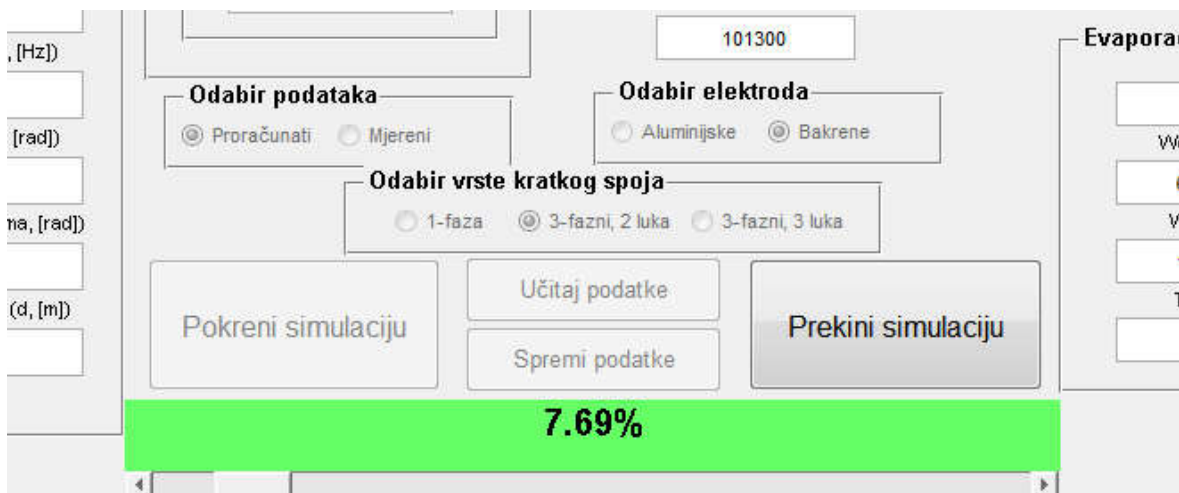 , [Hz])
101300
Evapora
Odabir podataka
Odabir elektroda
Proračunati Mjereni
Aluminijske Bakrene
[rad])
Odabir vrste kratkog spoja
1-faza 3-fazni, 2 luka 3-fazni, 3 luka
ma, [rad])
(d, [m])
Pokreni simulaciju
Učitaj podatke
Spremi podatke
Prekini simulaciju
7.69%